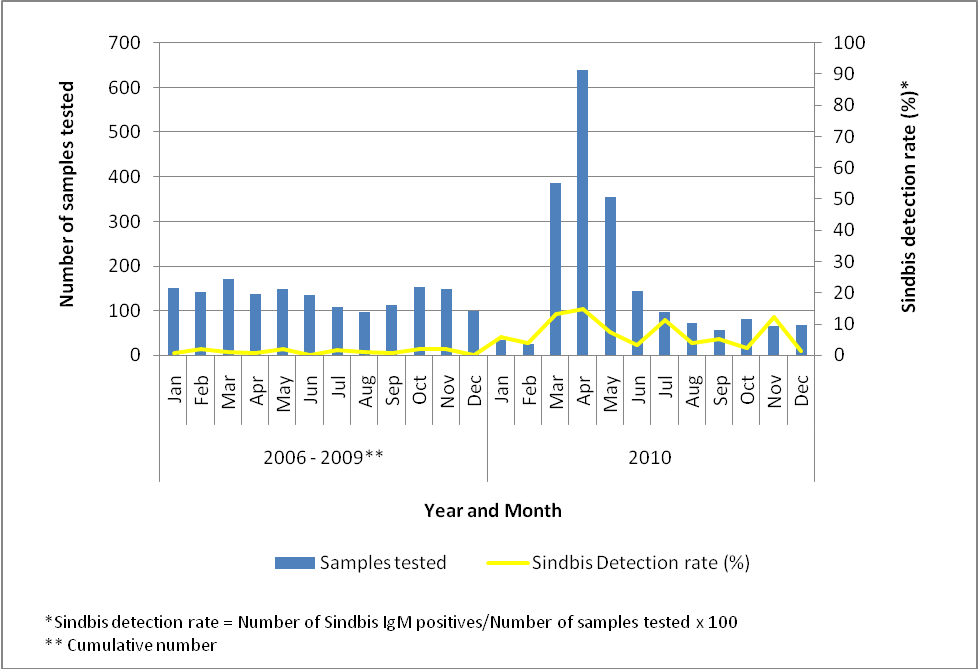 700
600
500
400
300
200
100
0
Number of samples tested
100
90
80
70
60
50
40
30
20
10
0
Sindbis detection rate (%)*
Jan Feb Mar Apr May Jun Jul Aug Sep Oct Nov Dec Jan Feb Mar Apr May Jun Jul Aug Sep Oct Nov Dec
2006 - 2009** 2010
Year and Month
Samples tested Sindbis Detection rate (%)
*Sindbis detection rate = Number of Sindbis IgM positives/Number of samples tested x 100
** Cumulative number